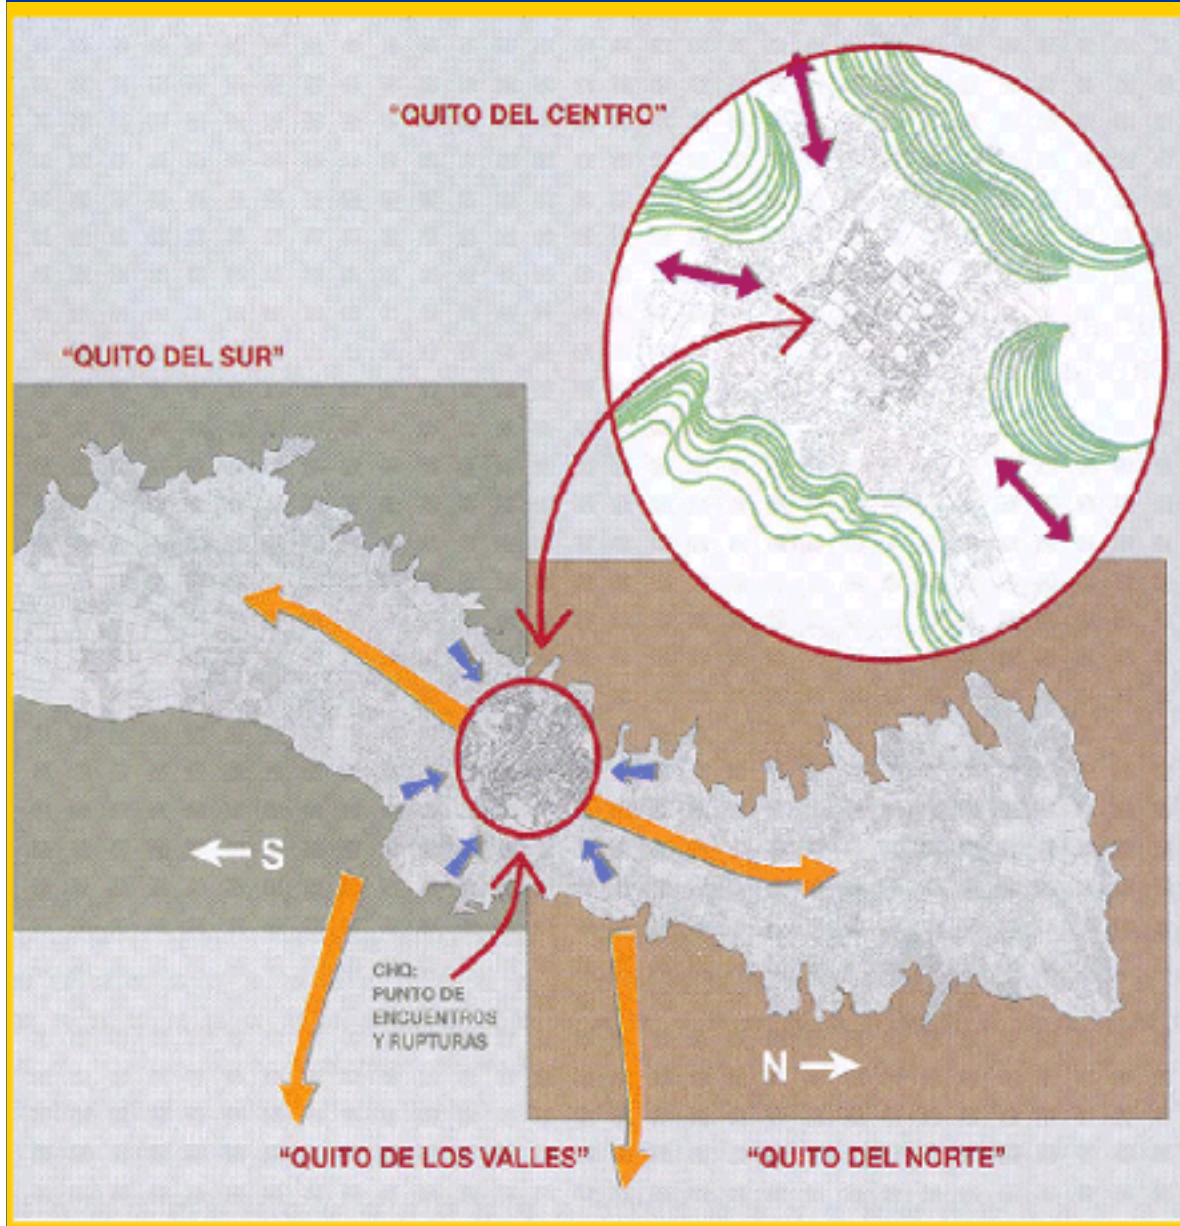 “QUITO DEL CENTRO”
“QUITO DEL SUR”
S
CHQ:
PUNTO DE
ENCUENTROS
Y RUPTURAS
N
“QUITO DE LOS VALLES”
“QUITO DEL NORTE”